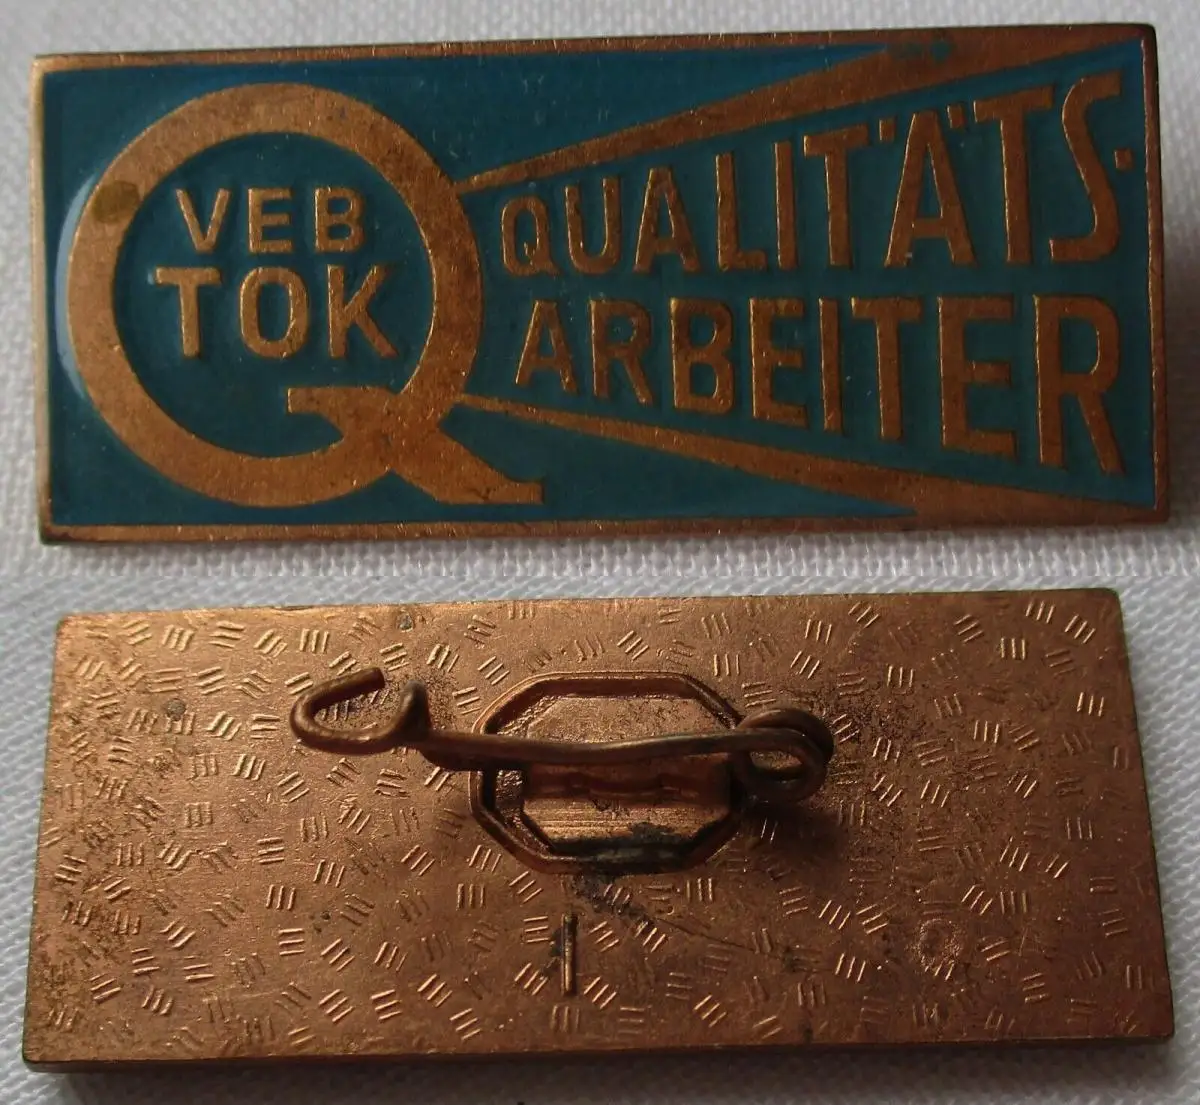 VEB
TOK
QUALITÄTS-
ARBEITER